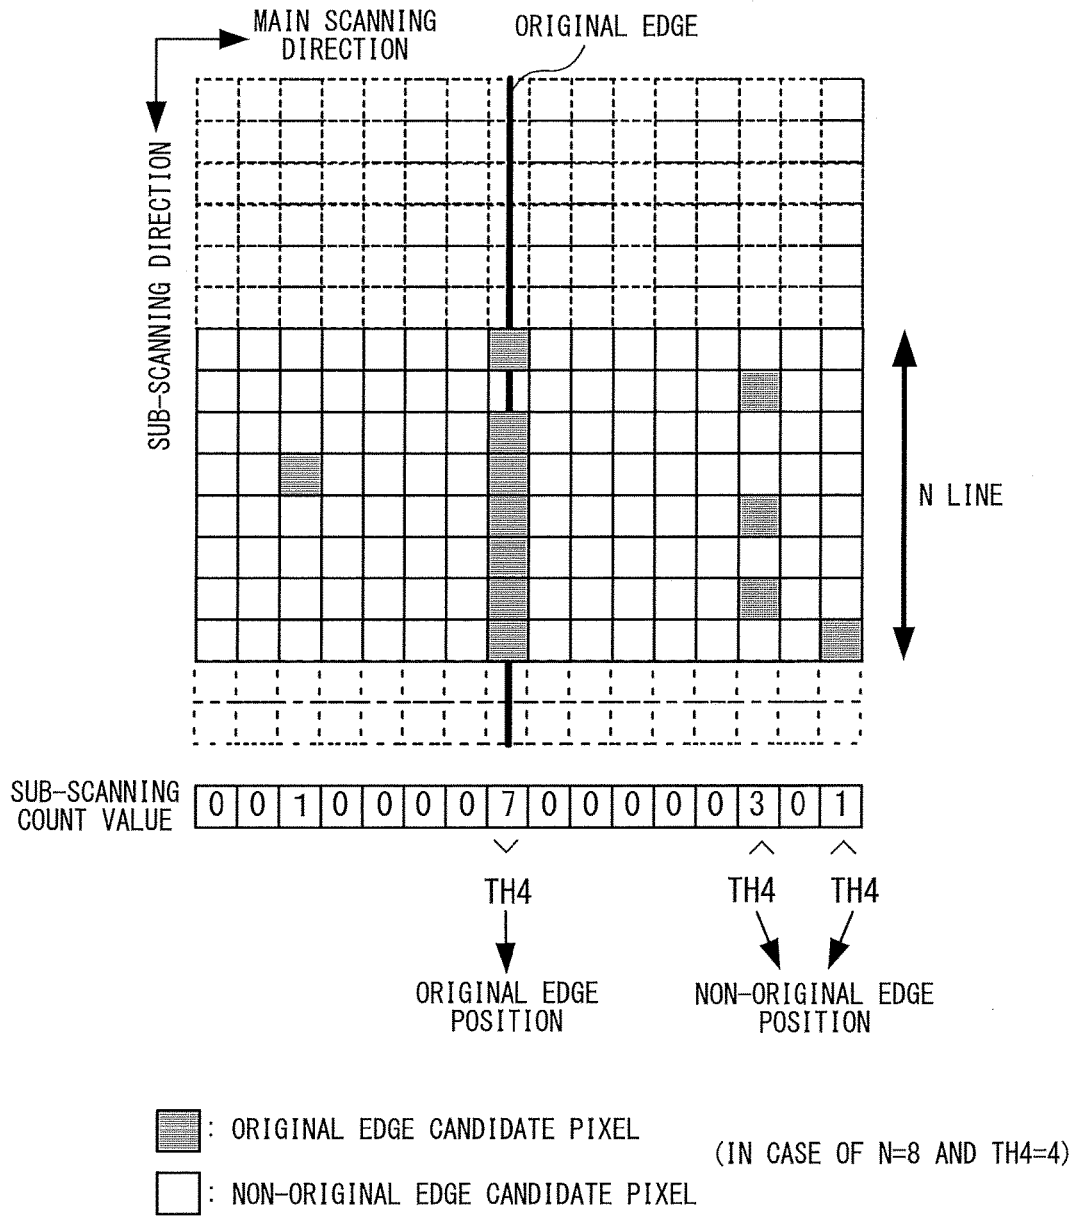 MAIN SCANNING
DIRECTION
ORIGINAL EDGE
SUB-SCANNING DIRECTION
N LINE
SUB-SCANNING
COUNT VALUE
0 0 1 0 0 0 0 7 0 0 0 0 0 3 0 1
TH4
TH4
TH4
ORIGINAL EDGE
POSITION
NON-ORIGINAL EDGE
POSITION
: ORIGINAL EDGE CANDIDATE PIXEL
(IN CASE OF N=8 AND TH4=4)
: NON-ORIGINAL EDGE CANDIDATE PIXEL